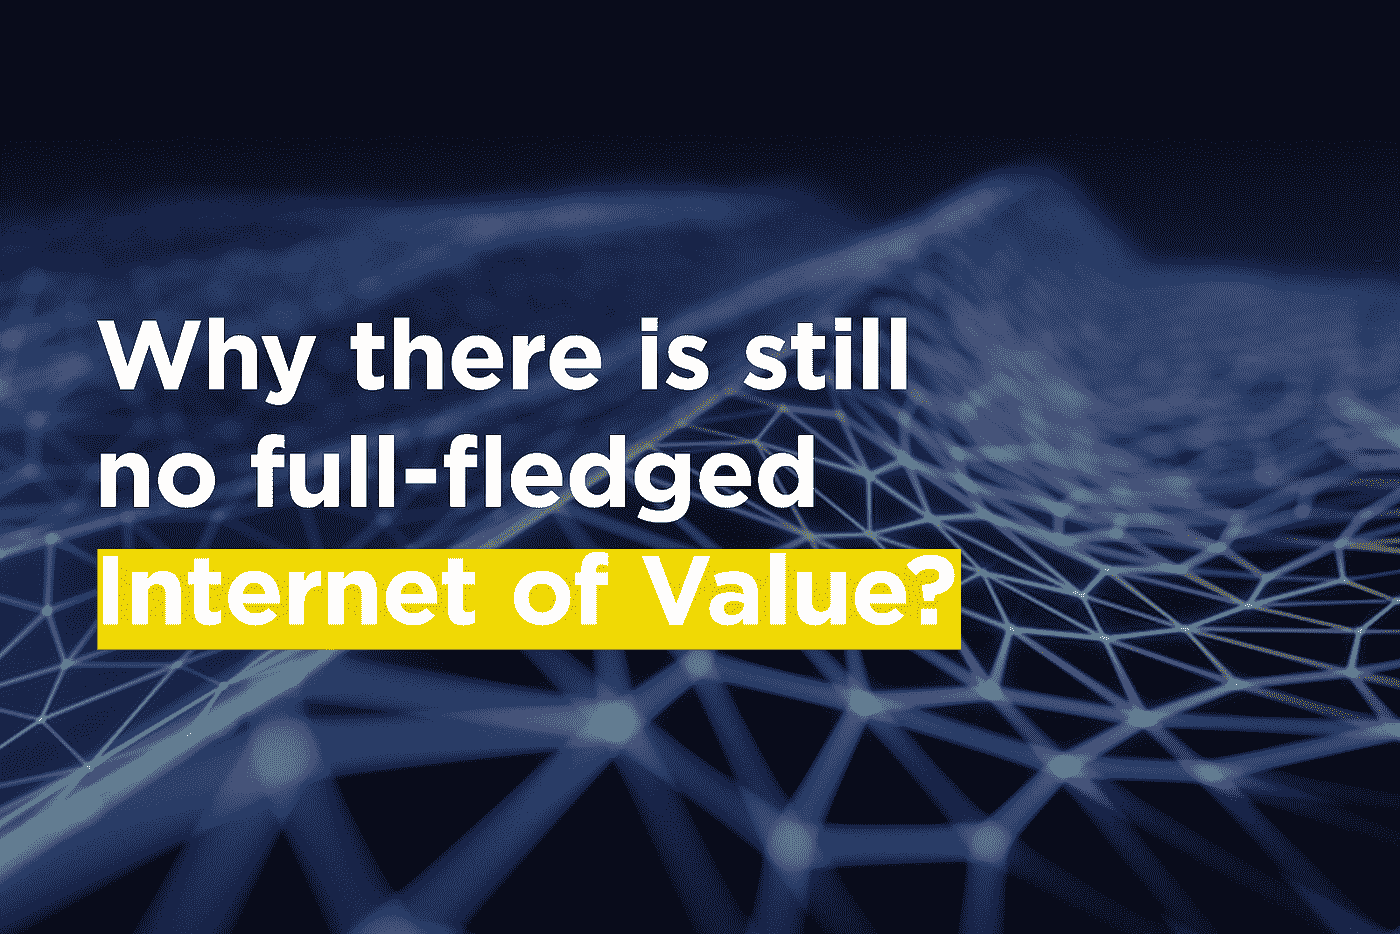 Why there is still
no full-fledged
Internet of Value?